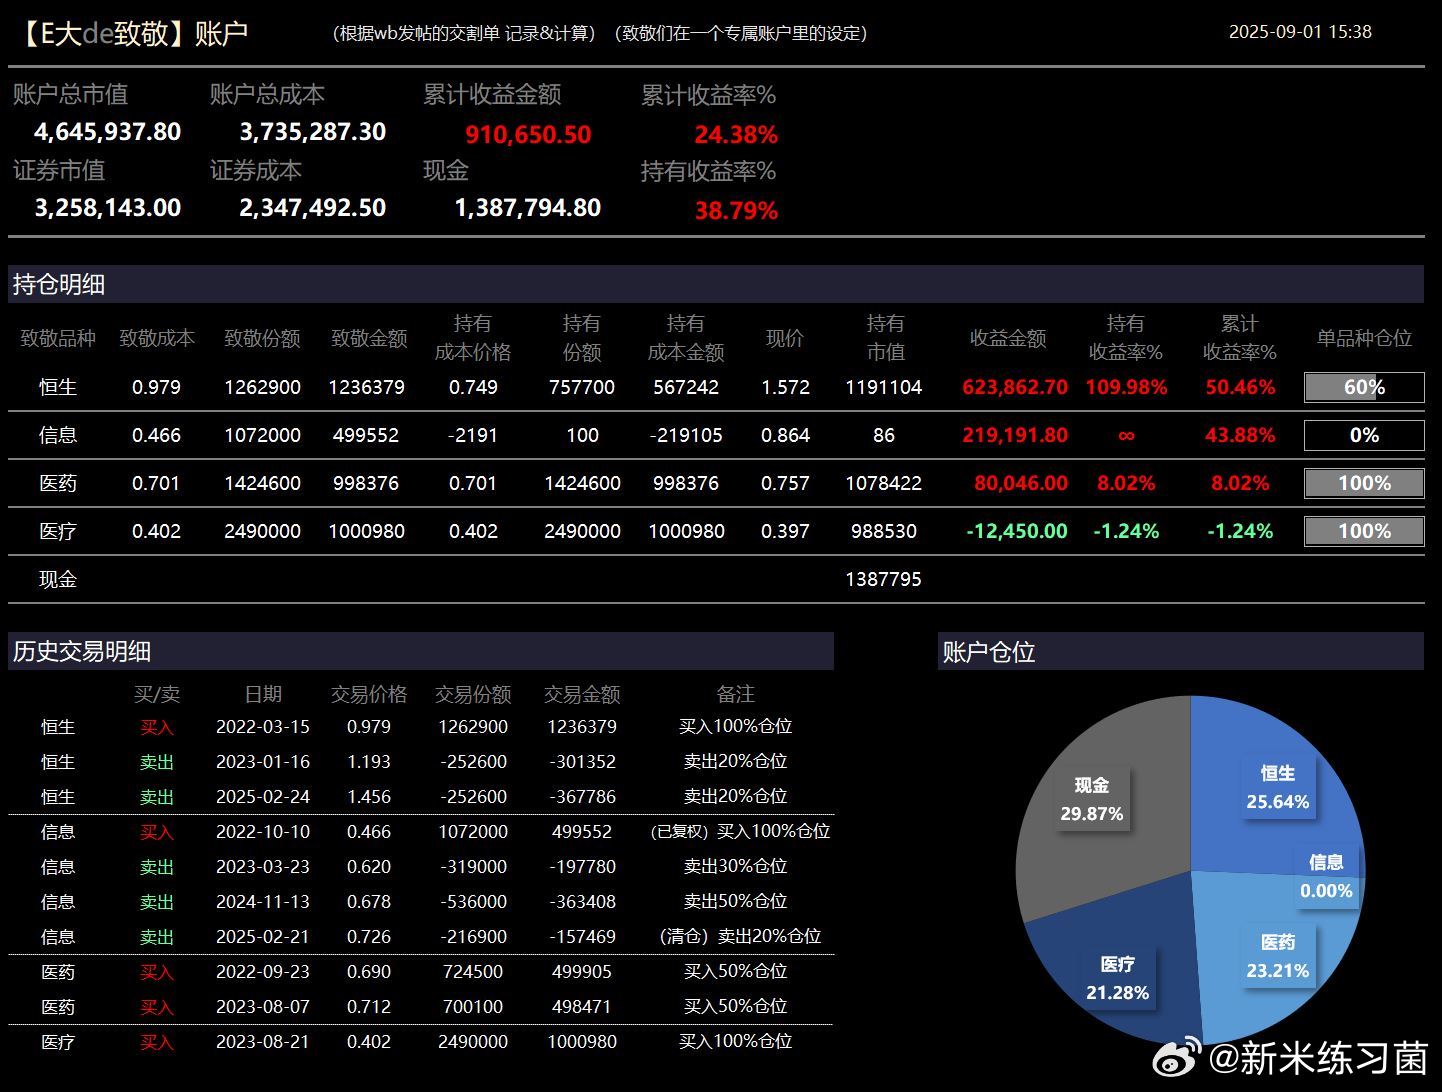 【E大de致敬】账户 （根据wb发帖的交割单 记录&计算）（致敬们在一个专属账户里的设定） 2025-09-01 15:38
账户总市值 账户总成本 累计收益金额 累计收益率%
4,645,937.80 3,735,287.30 910,650.50 24.38%
证券市值 证券成本 现金 持有收益率%
3,258,143.00 2,347,492.50 1,387,794.80 38.79%
持仓明细
致敬品种 致敬成本 致敬份额 致敬金额 持有成本价格 持有份额 持有成本金额 现价 持有市值 收益金额 持有收益率% 累计收益率% 单品种仓位
恒生 0.979 1262900 1236379 0.749 757700 567242 1.572 1191104 623,862.70 109.98% 50.46% 60%
信息 0.466 1072000 499552 -2191 100 -219105 0.864 86 219,191.80 ∞ 43.88% 0%
医药 0.701 1424600 998376 0.701 1424600 998376 0.757 1078422 80,046.00 8.02% 8.02% 100%
医疗 0.402 2490000 1000980 0.402 2490000 1000980 0.397 988530 -12,450.00 -1.24% -1.24% 100%
现金 1387795
历史交易明细
买/卖 日期 交易价格 交易份额 交易金额 备注
恒生 买入 2022-03-15 0.979 1262900 1236379 买入100%仓位
恒生 卖出 2023-01-16 1.193 -252600 -301352 卖出20%仓位
恒生 卖出 2025-02-24 1.456 -252600 -367786 卖出20%仓位
信息 买入 2022-10-10 0.466 1072000 499552 （已复权）买入100%仓位
信息 卖出 2023-03-23 0.620 -319000 -197780 卖出30%仓位
信息 卖出 2024-11-13 0.678 -536000 -363408 卖出50%仓位
信息 卖出 2025-02-21 0.726 -216900 -157469 （清仓）卖出20%仓位
医药 买入 2022-09-23 0.690 724500 499905 买入50%仓位
医药 买入 2023-08-07 0.712 700100 498471 买入50%仓位
医疗 买入 2023-08-21 0.402 2490000 1000980 买入100%仓位
账户仓位
恒生
25.64%
信息
0.00%
医药
23.21%
医疗
21.28%
现金
29.87%
@新米练习菌